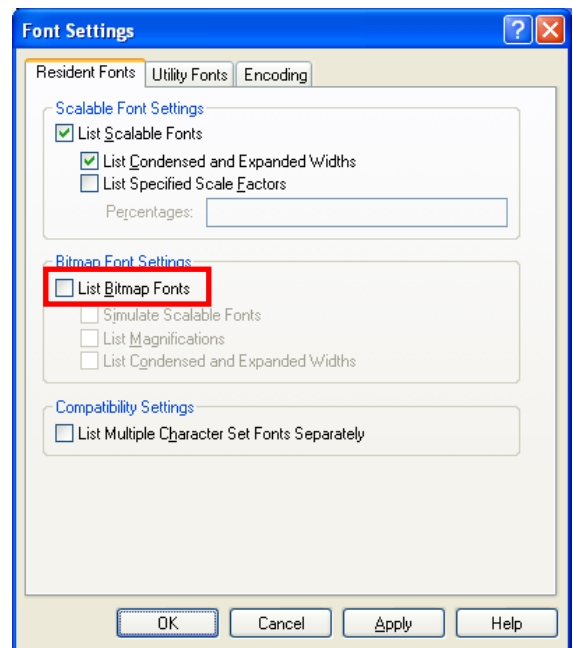 Font Settings
Resident Fonts Utility Fonts Encoding
Scalable Font Settings
List Scalable Fonts
List Condensed and Expanded Widths
List Specified Scale Factors
Percentages:
Bitmap Font Settings
List Bitmap Fonts
Simulate Scalable Fonts
List Magnifications
List Condensed and Expanded Widths
Compatibility Settings
List Multiple Character Set Fonts Separately
OK Cancel Apply Help